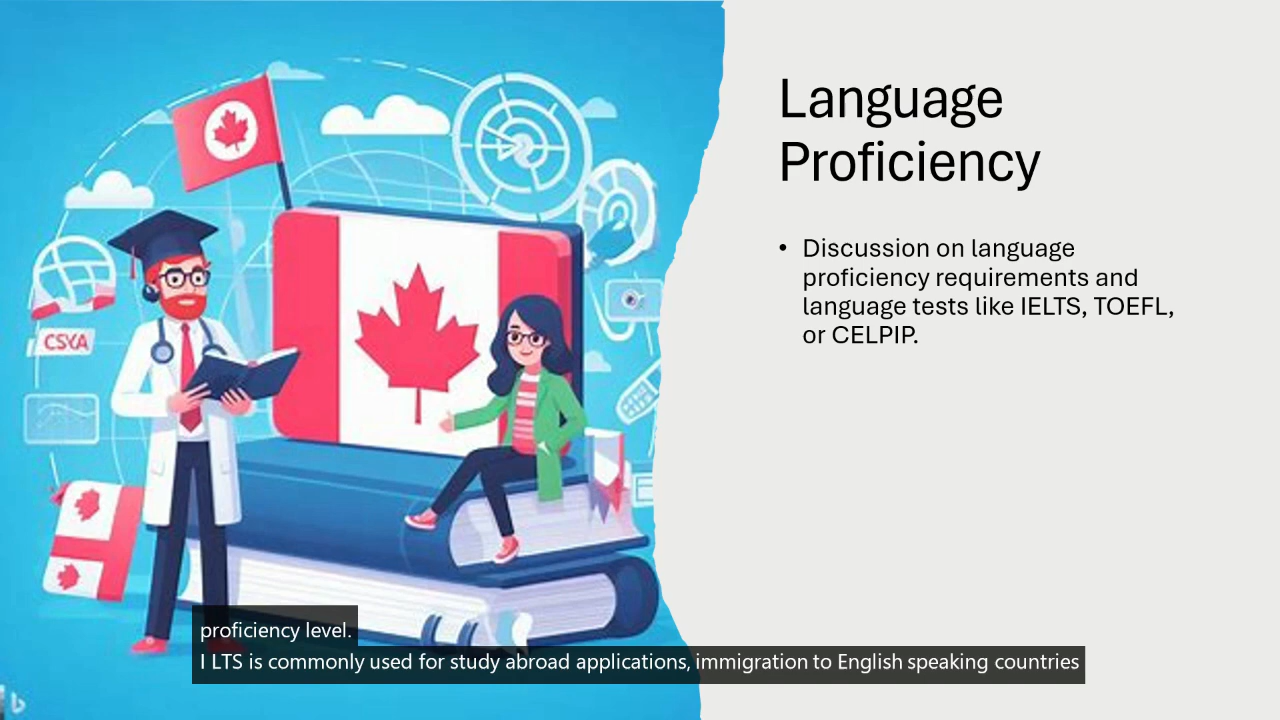 Language
Proficiency
• Discussion on language
proficiency requirements and
language tests like IELTS, TOEFL,
or CELPIP.
CSYA
proficiency level.
I LTS is commonly used for study abroad applications, immigration to English speaking countries
b